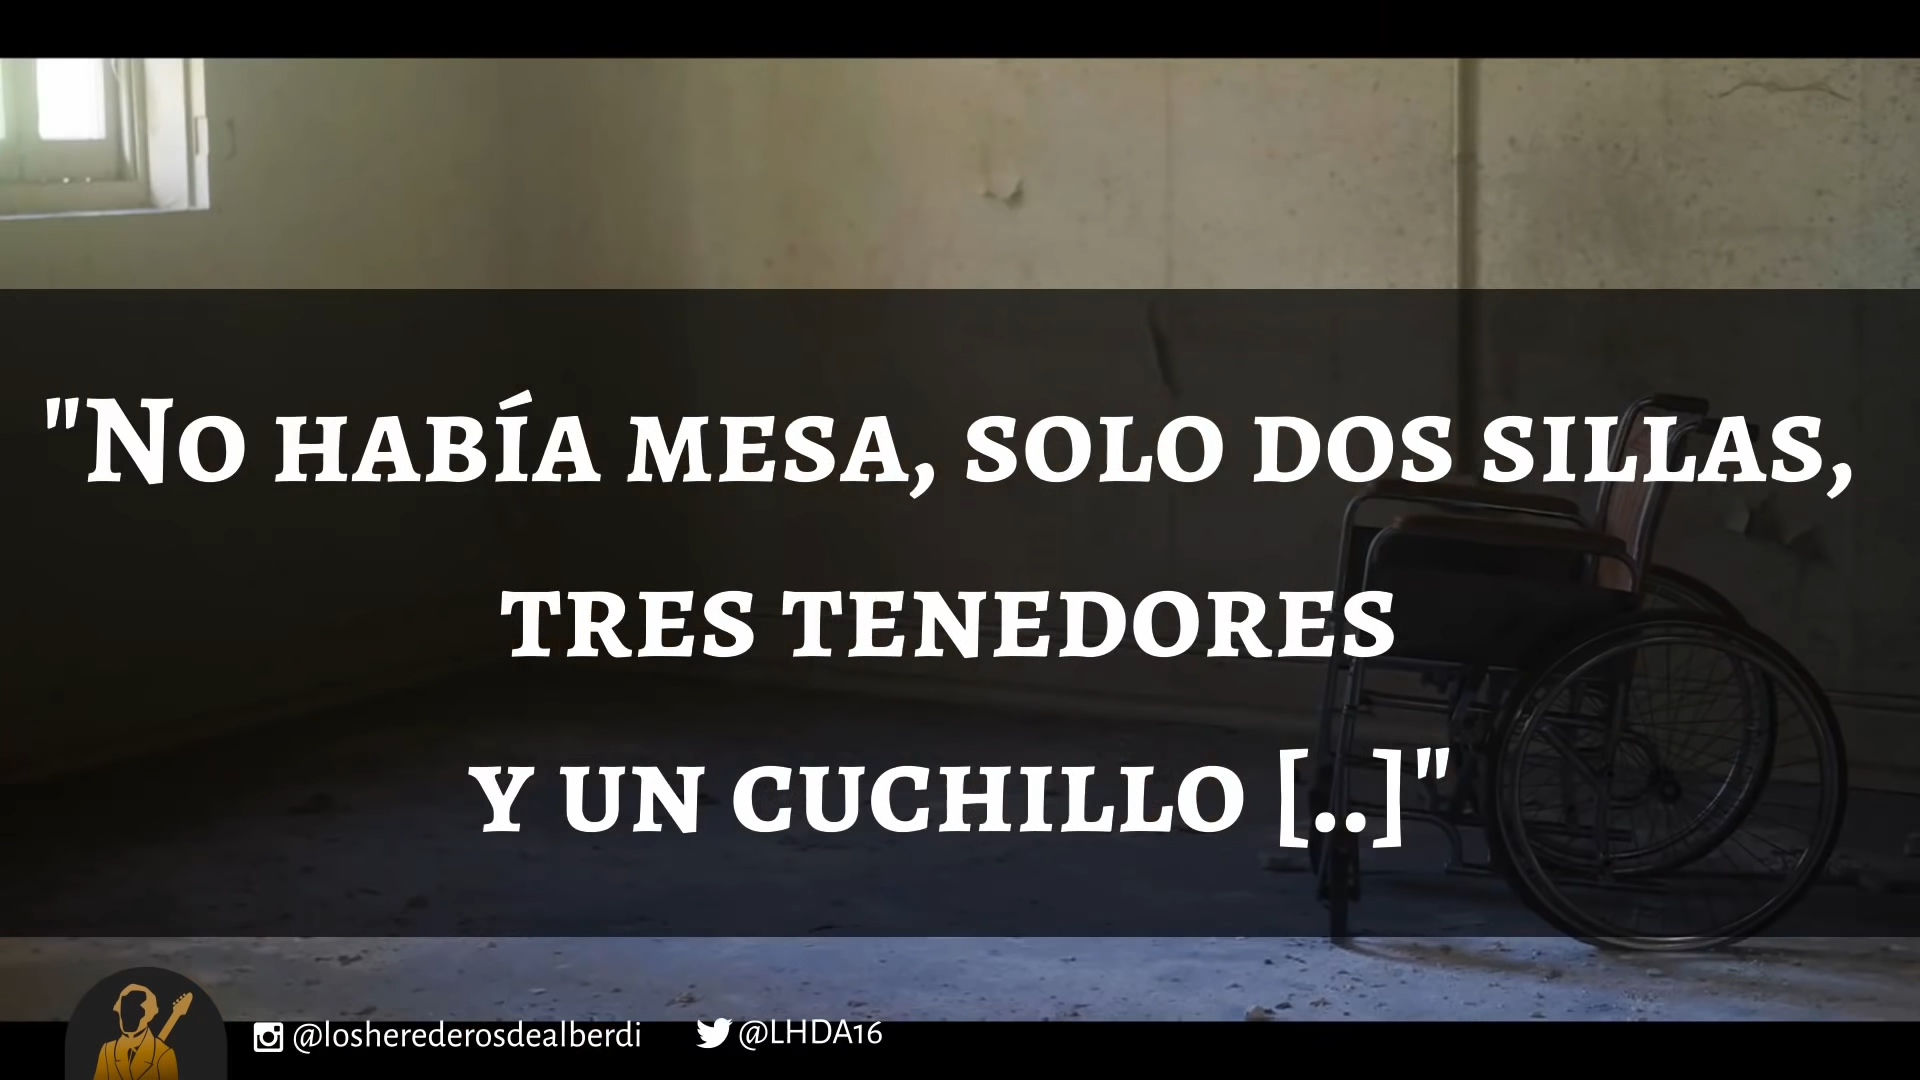 "No había mesa, solo dos sillas,
tres tenedores
y un cuchillo [..]"
@losherederosdealberdi
@LHDA16